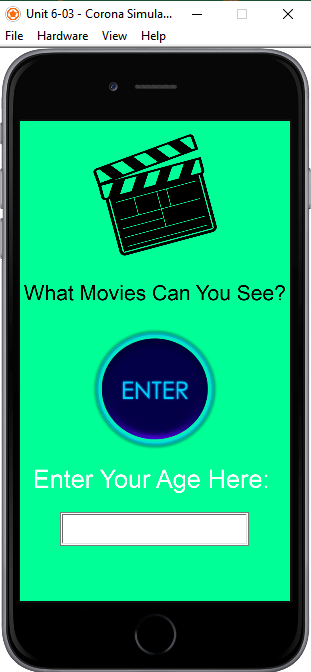 Unit 6-03 - Corona Simula...
File Hardware View Help
What Movies Can You See?
ENTER
Enter Your Age Here: